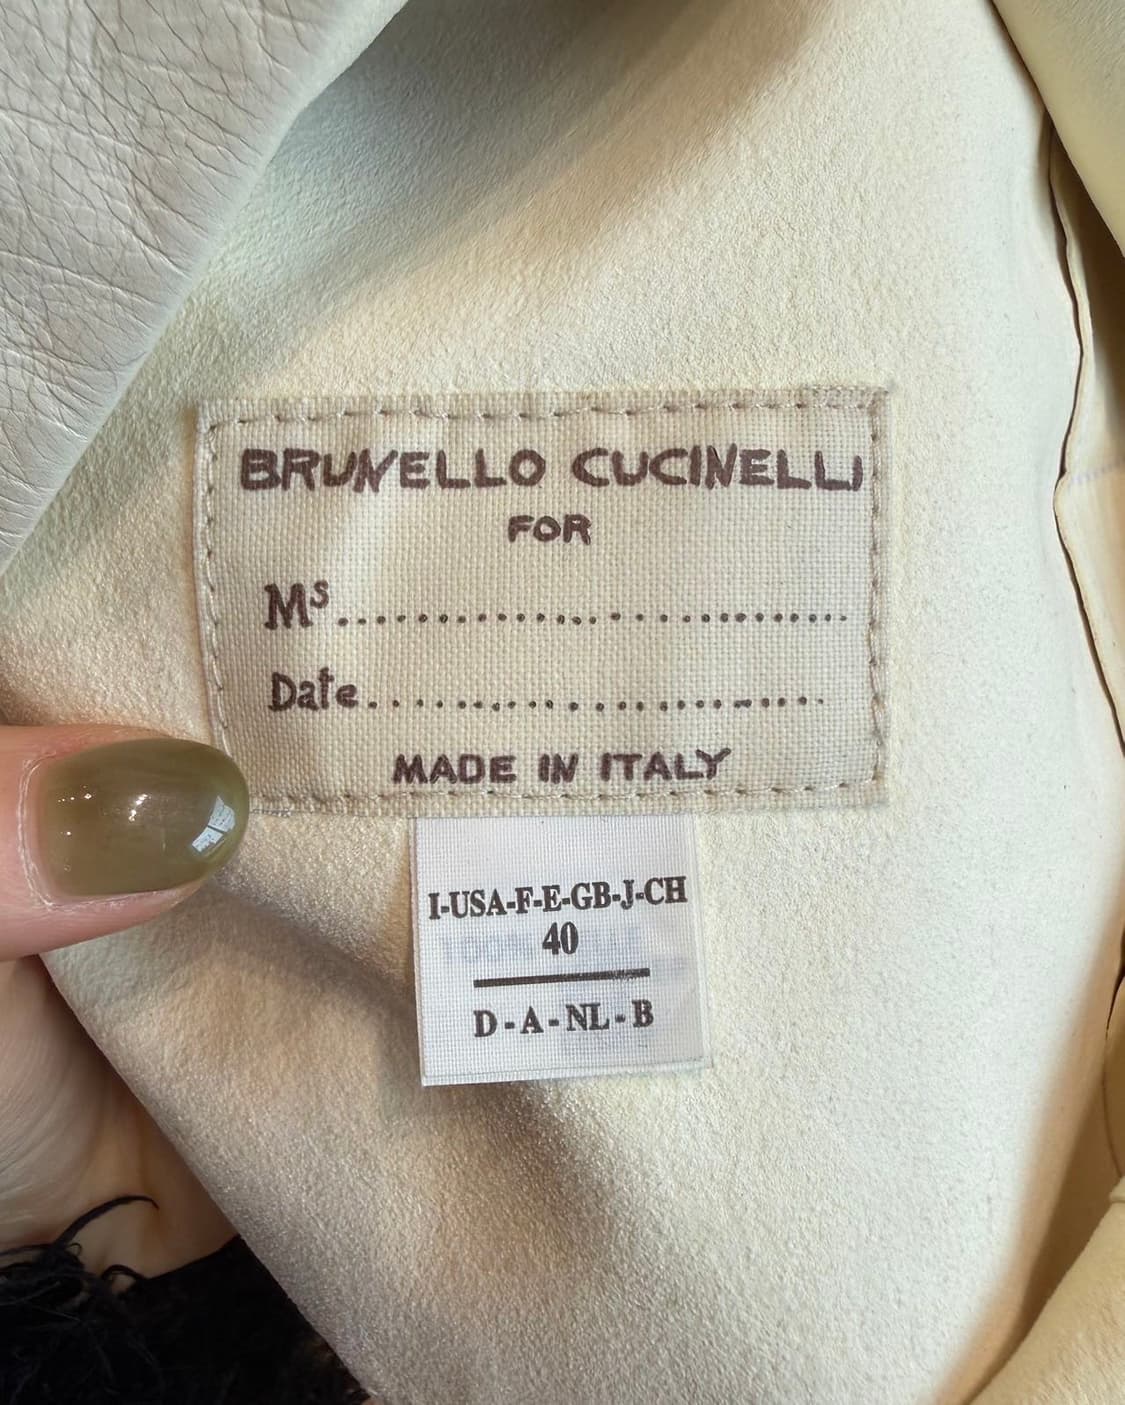 BRUNELLO CUCINELLI
FOR
Ms..............................
Date..............................
MADE IN ITALY
I-USA-F-E-GB-J-CH
40
D - A - NL - B